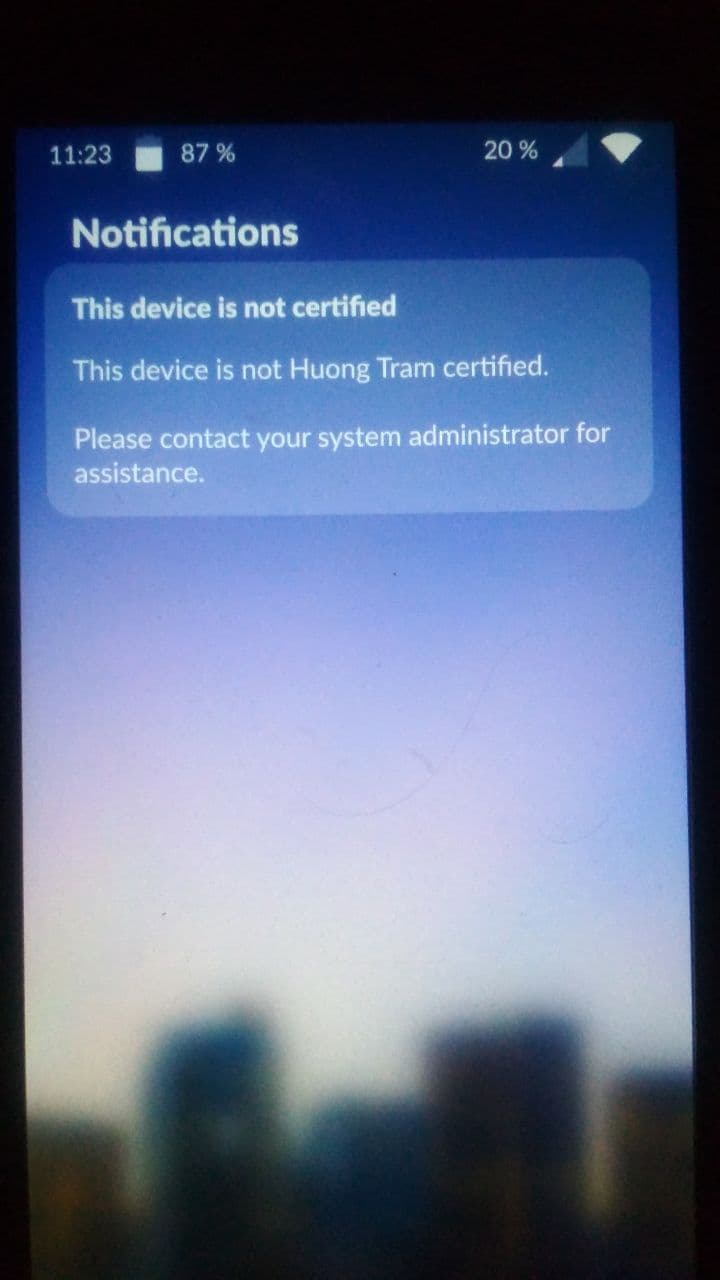 11:23 87 % 20 %
Notifications
This device is not certified
This device is not Huong Tram certified.
Please contact your system administrator for
assistance.